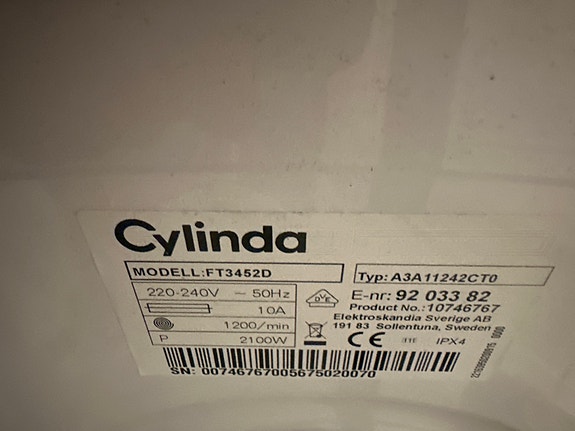 Cylinda
MODELL:FT3452D
Typ: A3A11242CT0
220-240V ~ 50Hz
10A
1200/min
P 2100W
DVE
E-nr: 92 033 82
Product No.:10746767
Elektroskandia Sverige AB
191 83 Sollentuna, Sweden
CE IPX4
SN: 00746767005675020070